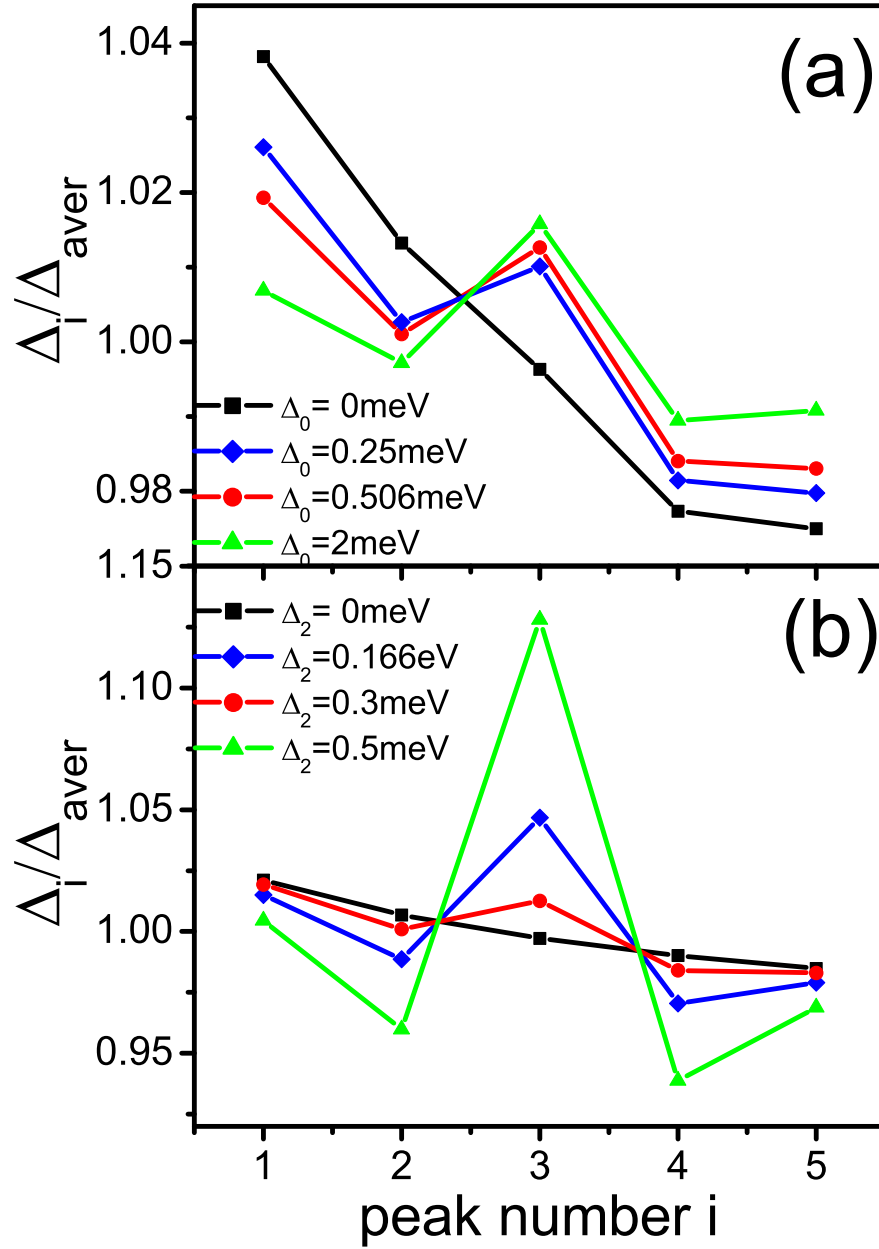 (a)
Δi/Δaver
1.04
1.02
1.00
0.98
Δ0= 0meV
Δ0=0.25meV
Δ0=0.506meV
Δ0=2meV
(b)
Δi/Δaver
1.15
1.10
1.05
1.00
0.95
Δ2= 0meV
Δ2=0.166eV
Δ2=0.3meV
Δ2=0.5meV
1 2 3 4 5
peak number i